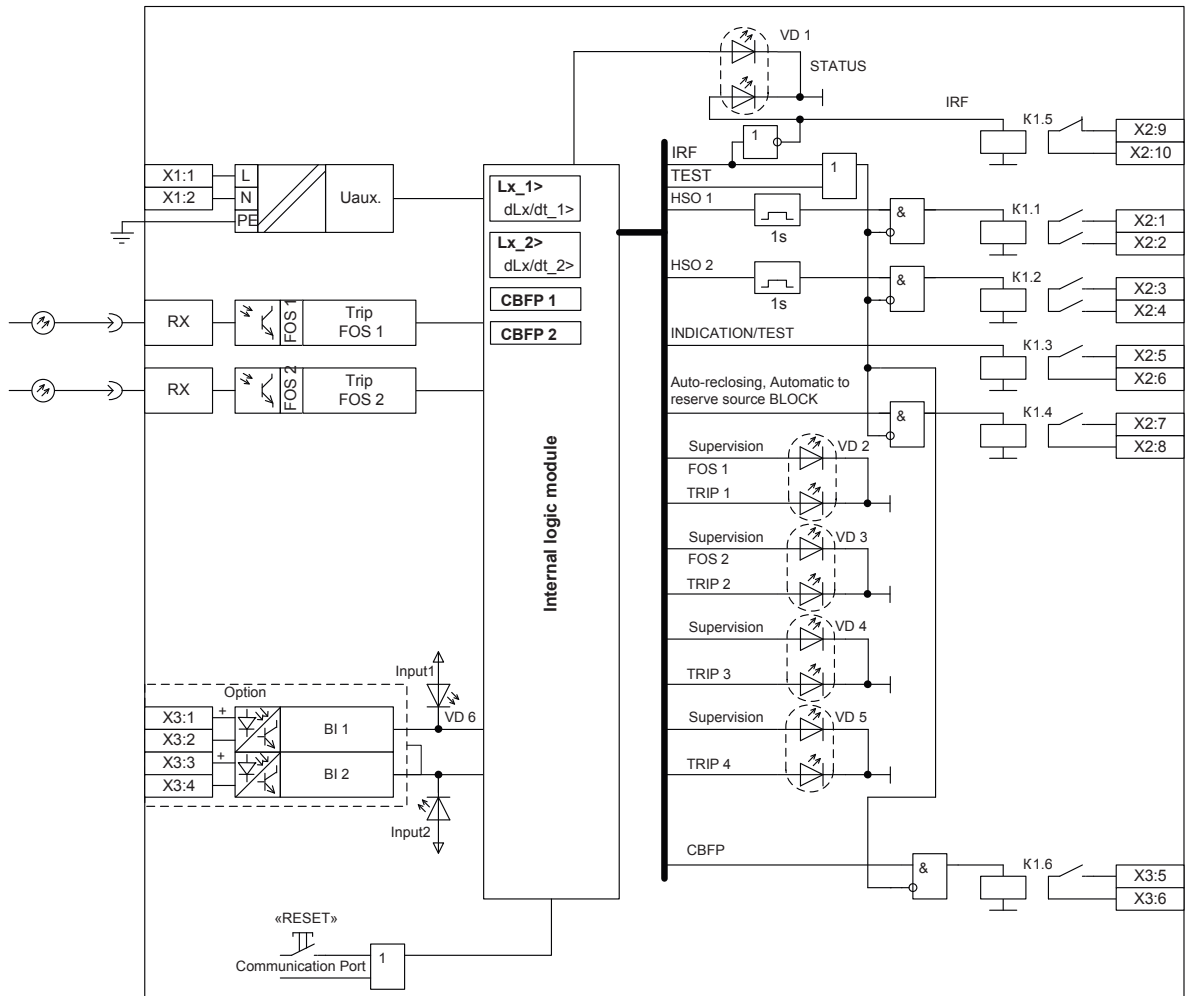 VD 1
STATUS
IRF
K1.5
X2:9
X2:10
1
IRF
1
TEST
X1:1
L
X1:2
N
PE
Uaux.
Lx_1>
dLx/dt_1>
Lx_2>
dLx/dt_2>
CBFP 1
CBFP 2
Internal logic module
HSO 1
1s
&
K1.1
X2:1
X2:2
HSO 2
1s
&
K1.2
X2:3
X2:4
RX
FOS 1
Trip
FOS 1
RX
FOS 2
Trip
FOS 2
INDICATION/TEST
K1.3
X2:5
X2:6
Auto-reclosing, Automatic to
reserve source BLOCK
&
K1.4
X2:7
X2:8
Supervision
VD 2
FOS 1
TRIP 1
Supervision
VD 3
FOS 2
TRIP 2
Supervision
VD 4
TRIP 3
Supervision
VD 5
TRIP 4
Input1
Option
VD 6
X3:1
+
BI 1
X3:2
X3:3
+
BI 2
X3:4
Input2
CBFP
&
K1.6
X3:5
X3:6
«RESET»
Communication Port
1